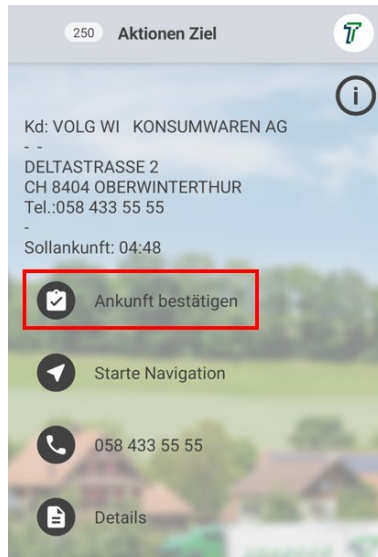 250 Aktionen Ziel
Kd: VOLG WI KONSUMWAREN AG
- -
DELTASTRASSE 2
CH 8404 OBERWINTERTHUR
Tel.:058 433 55 55
-
Sollankunft: 04:48
Ankunft bestätigen
Starte Navigation
058 433 55 55
Details